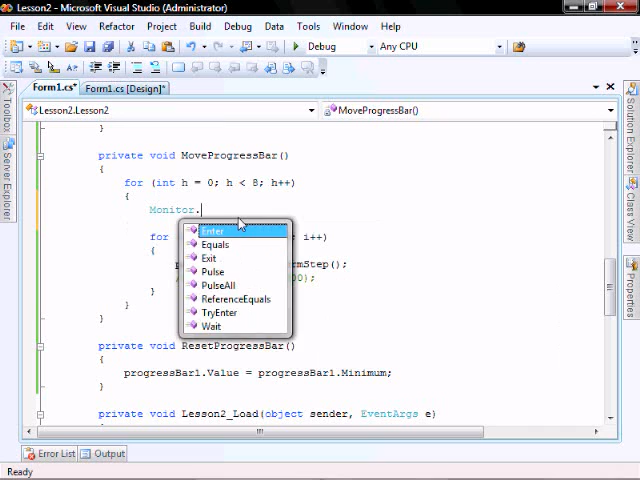 Lesson2 - Microsoft Visual Studio (Administrator)
File Edit View Refactor Project Build Debug Data Tools Window Help
Debug Any CPU
Form1.cs* Form1.cs [Design]*
Lesson2.Lesson2 MoveProgressBar()
Toolbox
Server Explorer
Solution Explorer
Class View
Properties
}
private void MoveProgressBar()
{
for (int h = 0; h < 8; h++)
{
Monitor.
for ; i++)
{
rmStep();
00);
}
}
}
Enter
Equals
Exit
Pulse
PulseAll
ReferenceEquals
TryEnter
Wait
private void ResetProgressBar()
{
progressBar1.Value = progressBar1.Minimum;
}
private void Lesson2_Load(object sender, EventArgs e)
Error List Output
Ready